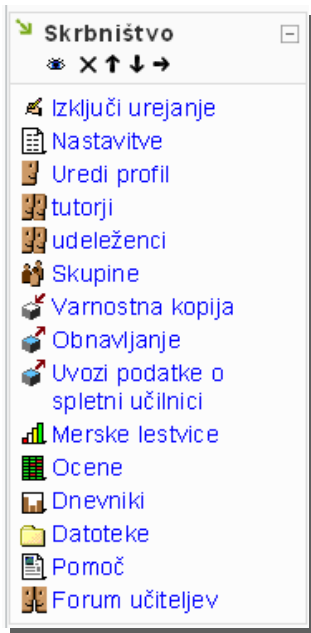 Skrbništvo
Izključi urejanje
Nastavitve
Uredi profil
tutorji
udeleženci
Skupine
Varnostna kopija
Obnavljanje
Uvozi podatke o
spletni učilnici
Merske lestvice
Ocene
Dnevniki
Datoteke
Pomoč
Forum učiteljev